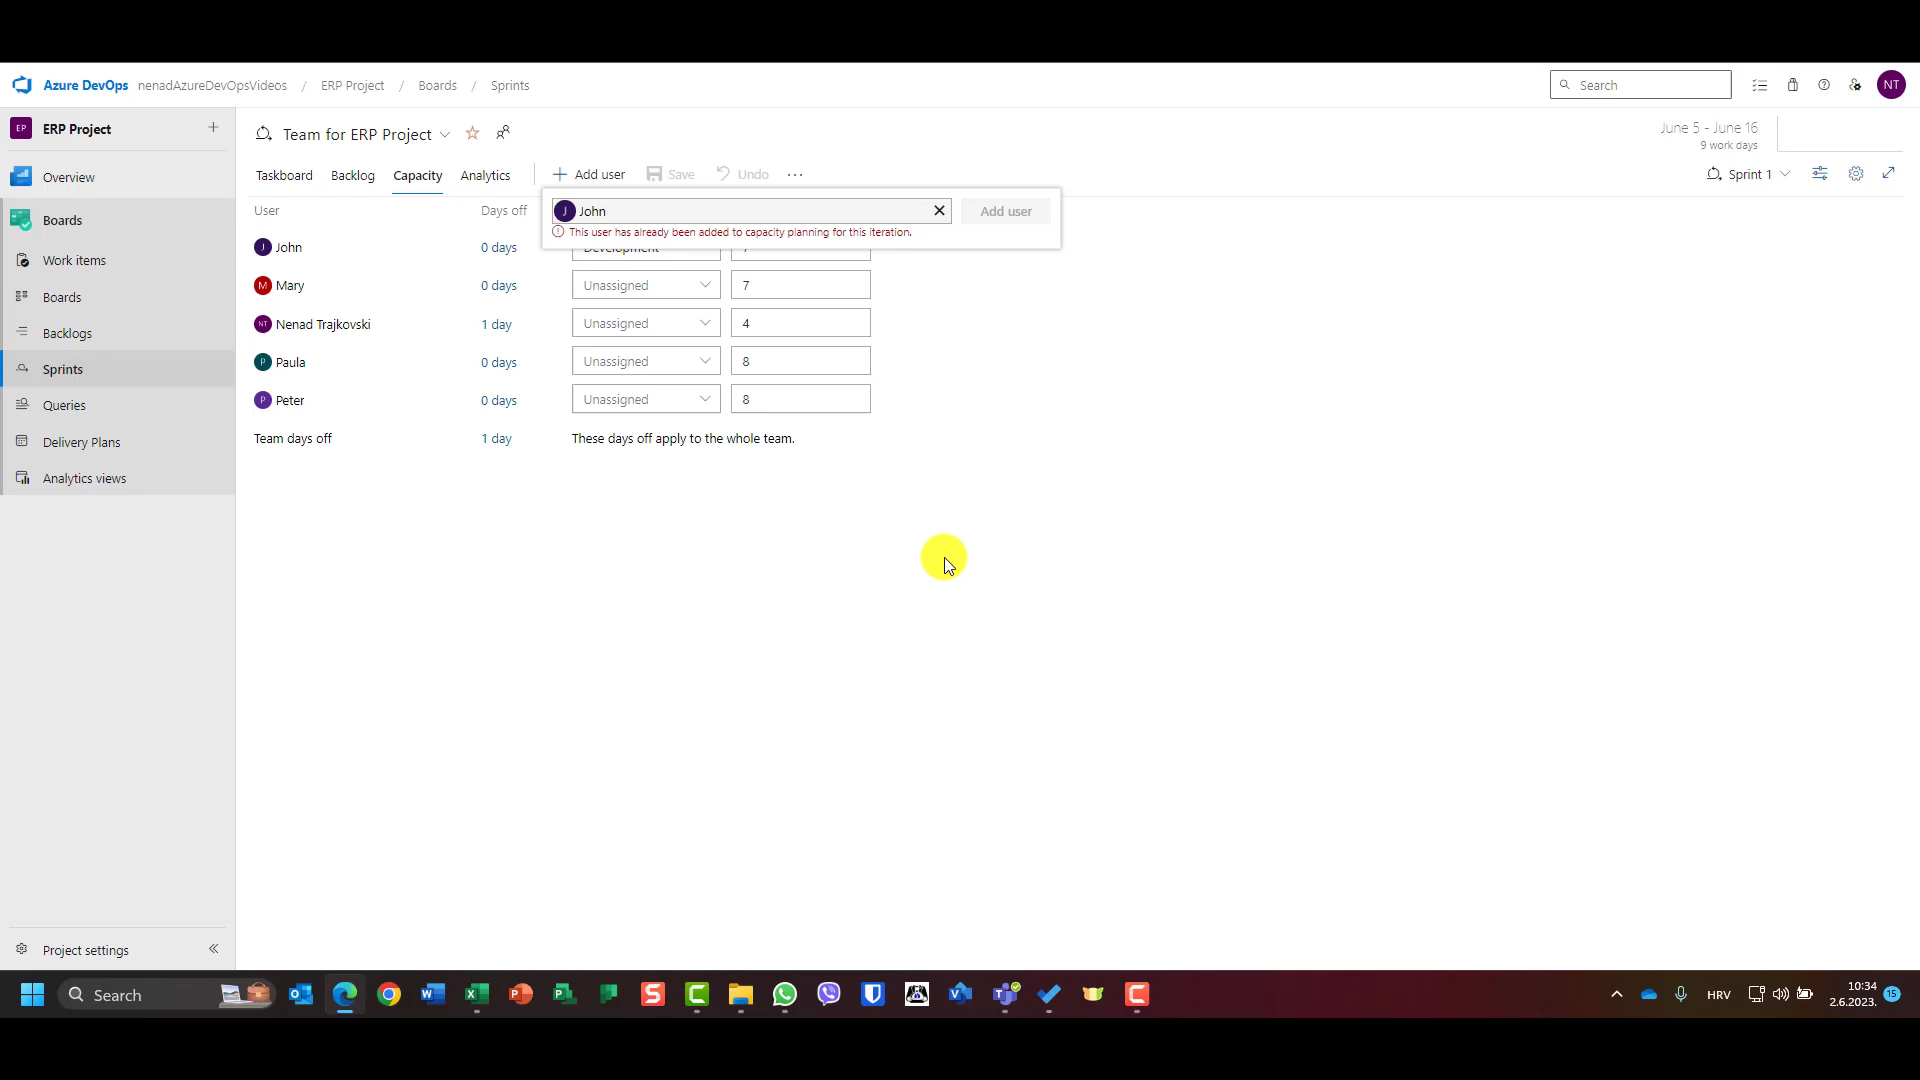 Azure DevOps nenadAzureDevOpsVideos / ERP Project / Boards / Sprints
Search
NT
EP ERP Project
Overview
Boards
Work items
Boards
Backlogs
Sprints
Queries
Delivery Plans
Analytics views
Project settings
Team for ERP Project
June 5 - June 16
9 work days
Taskboard Backlog Capacity Analytics Add user Save Undo
Sprint 1
User Days off
J John Add user
This user has already been added to capacity planning for this iteration.
J John 0 days Development 7
M Mary 0 days Unassigned 7
NT Nenad Trajkovski 1 day Unassigned 4
P Paula 0 days Unassigned 8
P Peter 0 days Unassigned 8
Team days off 1 day These days off apply to the whole team.
Search
HRV
10:34
2.6.2023.
15